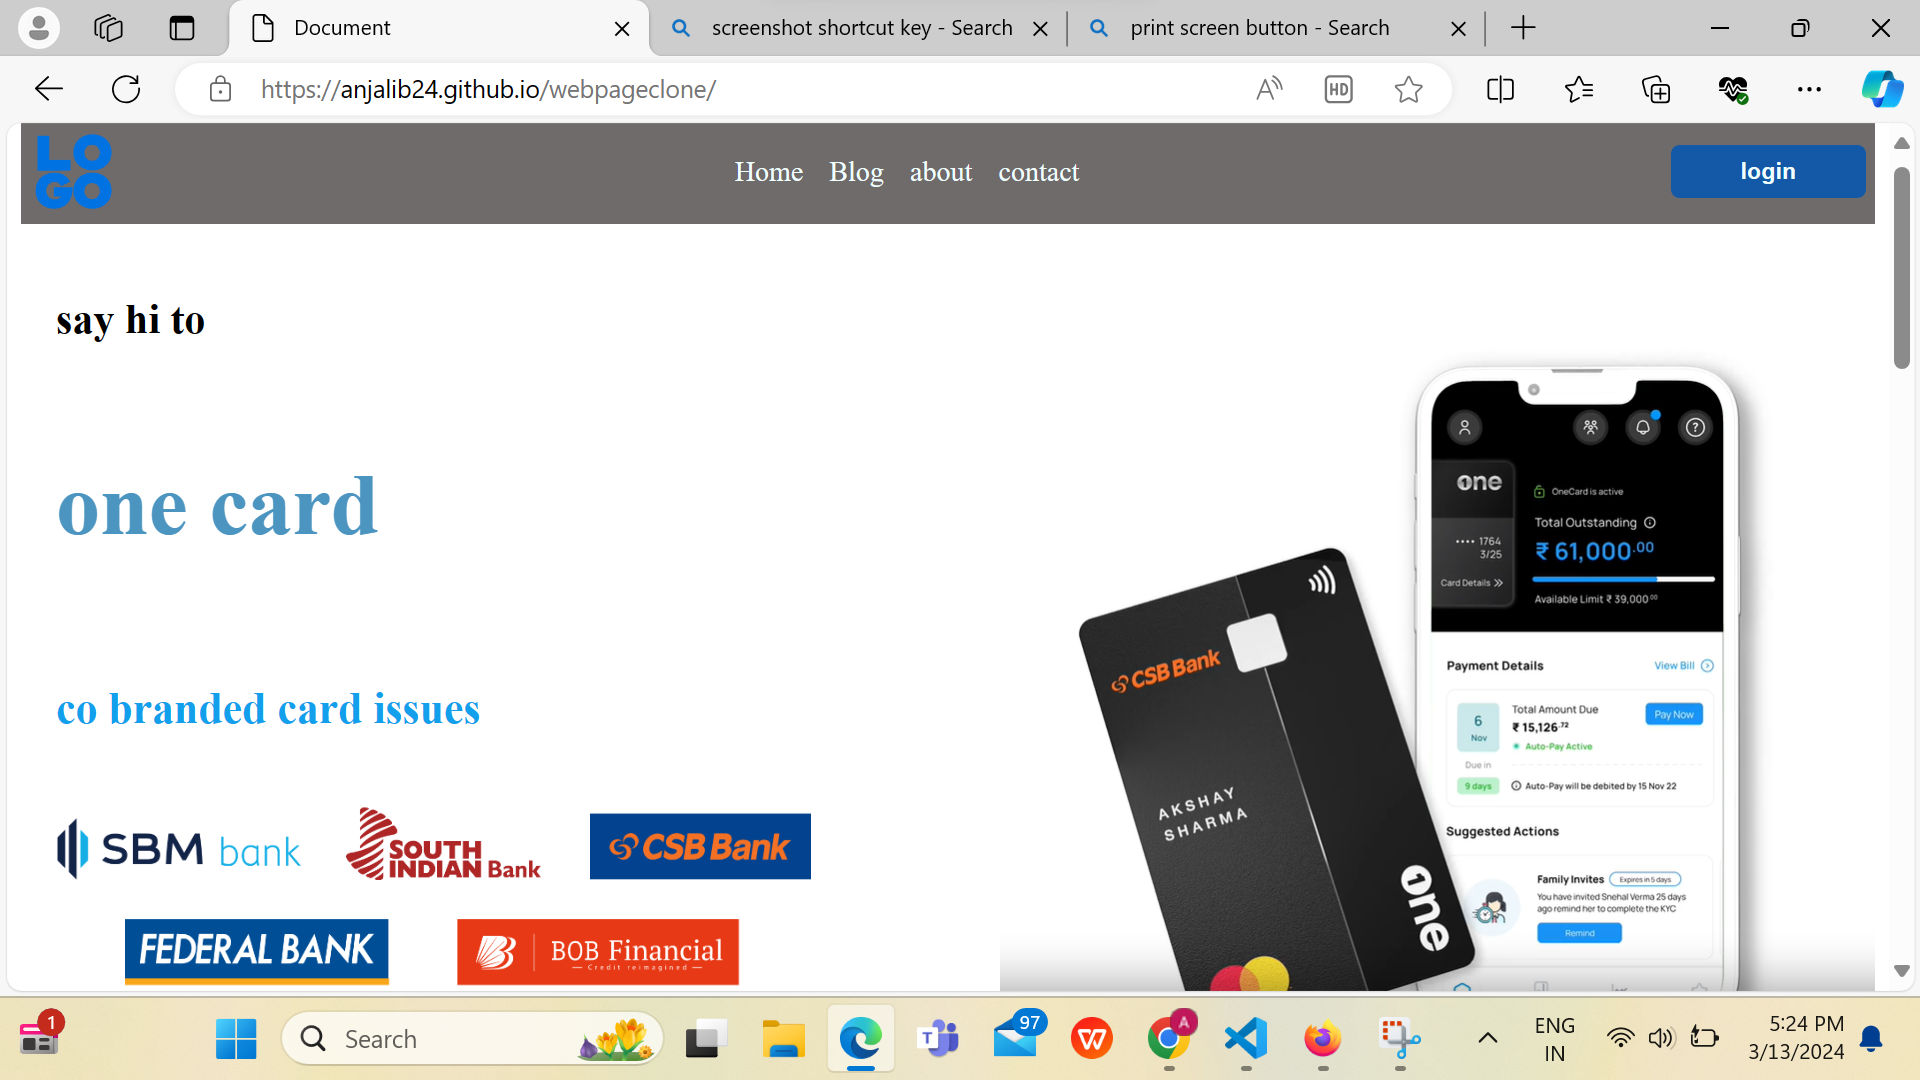 Document
screenshot shortcut key - Search
print screen button - Search
https://anjalib24.github.io/webpageclone/
HD
LO
GO
Home Blog about contact
login
say hi to
one card
co branded card issues
SBM bank
SOUTH
INDIAN Bank
CSB Bank
FEDERAL BANK
BOB Financial
Credit reimagined
CSB Bank
AKSHAY
SHARMA
one
one
OneCard is active
Total Outstanding
•••• 1764
3/25
₹ 61,000.00
Card Details
Available Limit ₹ 39,000.00
Payment Details
View Bill
6
Nov
Total Amount Due
₹ 15,126.72
Pay Now
Auto-Pay Active
Due in
9 days
Auto-Pay will be debited by 15 Nov 22
Suggested Actions
Family Invites
Expires in 5 days
You have invited Snehal Verma 25 days
ago remind her to complete the KYC
Remind
1
Search
T
97
W
A
ENG
IN
5:24 PM
3/13/2024